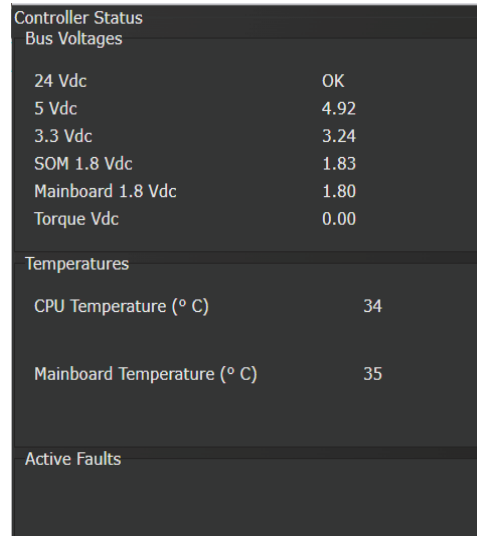 Controller Status
Bus Voltages
24 Vdc OK
5 Vdc 4.92
3.3 Vdc 3.24
SOM 1.8 Vdc 1.83
Mainboard 1.8 Vdc 1.80
Torque Vdc 0.00
Temperatures
CPU Temperature (° C) 34
Mainboard Temperature (° C) 35
Active Faults